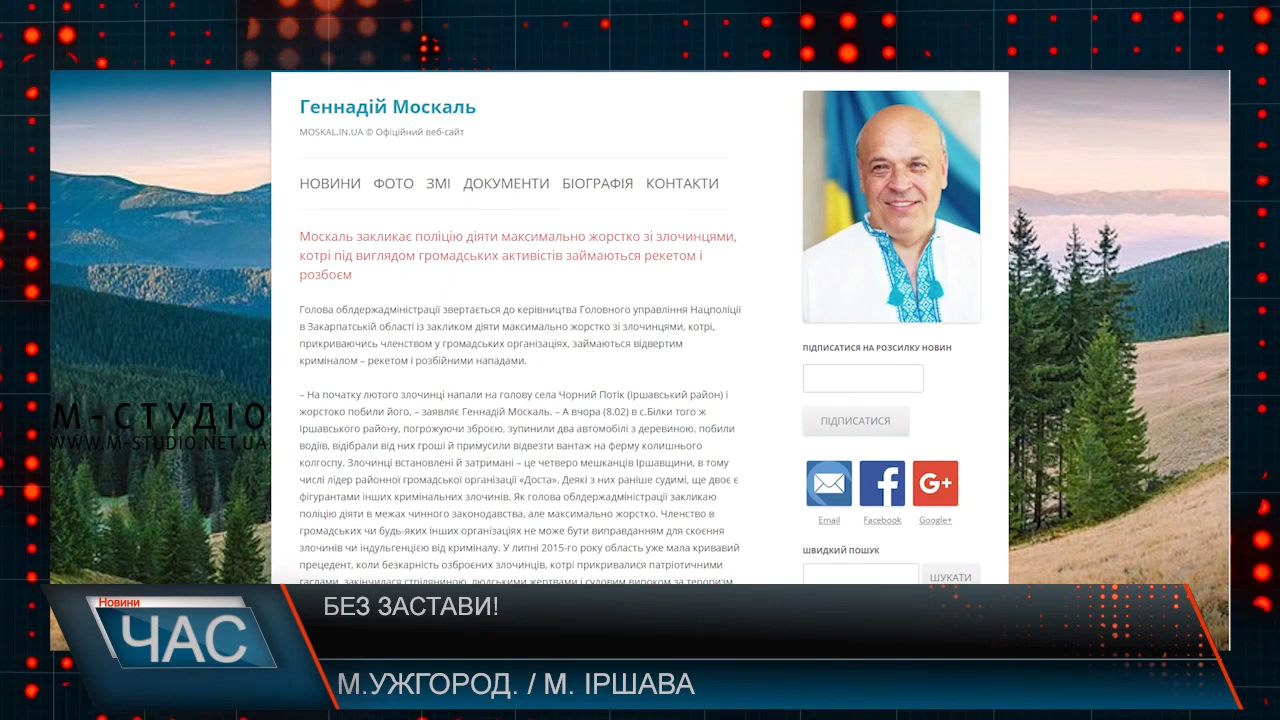 Геннадій Москаль
MOSKAL.IN.UA © Офіційний веб-сайт
НОВИНИ ФОТО ЗМІ ДОКУМЕНТИ БІОГРАФІЯ КОНТАКТИ
Москаль закликає поліцію діяти максимально жорстко зі злочинцями,
котрі під виглядом громадських активістів займаються рекетом і
розбоєм
Голова облдержадміністрації звертається до керівництва Головного управління Нацполіції
в Закарпатській області із закликом діяти максимально жорстко зі злочинцями, котрі,
прикриваючись членством у громадських організаціях, займаються відвертим
криміналом – рекетом і розбійними нападами.
– На початку лютого злочинці напали на голову села Чорний Потік (Іршавський район) і
жорстоко побили його, – заявляє Геннадій Москаль. – А вчора (8.02) в с.Білки того ж
Іршавського району, погрожуючи зброєю, зупинили два автомобілі з деревиною, побили
водіїв, відібрали від них гроші й примусили відвезти вантаж на ферму колишнього
колгоспу. Злочинці встановлені й затримані – це четверо мешканців Іршавщини, в тому
числі лідер районної громадської організації «Доста». Деякі з них раніше судимі, ще двоє є
фігурантами інших кримінальних злочинів. Як голова облдержадміністрації закликаю
поліцію діяти в межах чинного законодавства, але максимально жорстко. Членство в
громадських чи будь-яких інших організаціях не може бути виправданням для скоєння
злочинів чи індульгенцією від криміналу. У липні 2015-го року область уже мала кривавий
прецедент, коли безкарність озброєних злочинців, котрі прикривалися патріотичними
гаслами, закінчилася стріляниною, людськими жертвами і судовим вироком за тероризм
ПІДПИСАТИСЯ НА РОЗСИЛКУ НОВИН
ПІДПИСАТИСЯ
Email Facebook Google+
ШВИДКИЙ ПОШУК
ШУКАТИ
М-СТУДІО
WWW.M-STUDIO.NET.UA
Новини
ЧАС
БЕЗ ЗАСТАВИ!
М.УЖГОРОД. / М. ІРШАВА